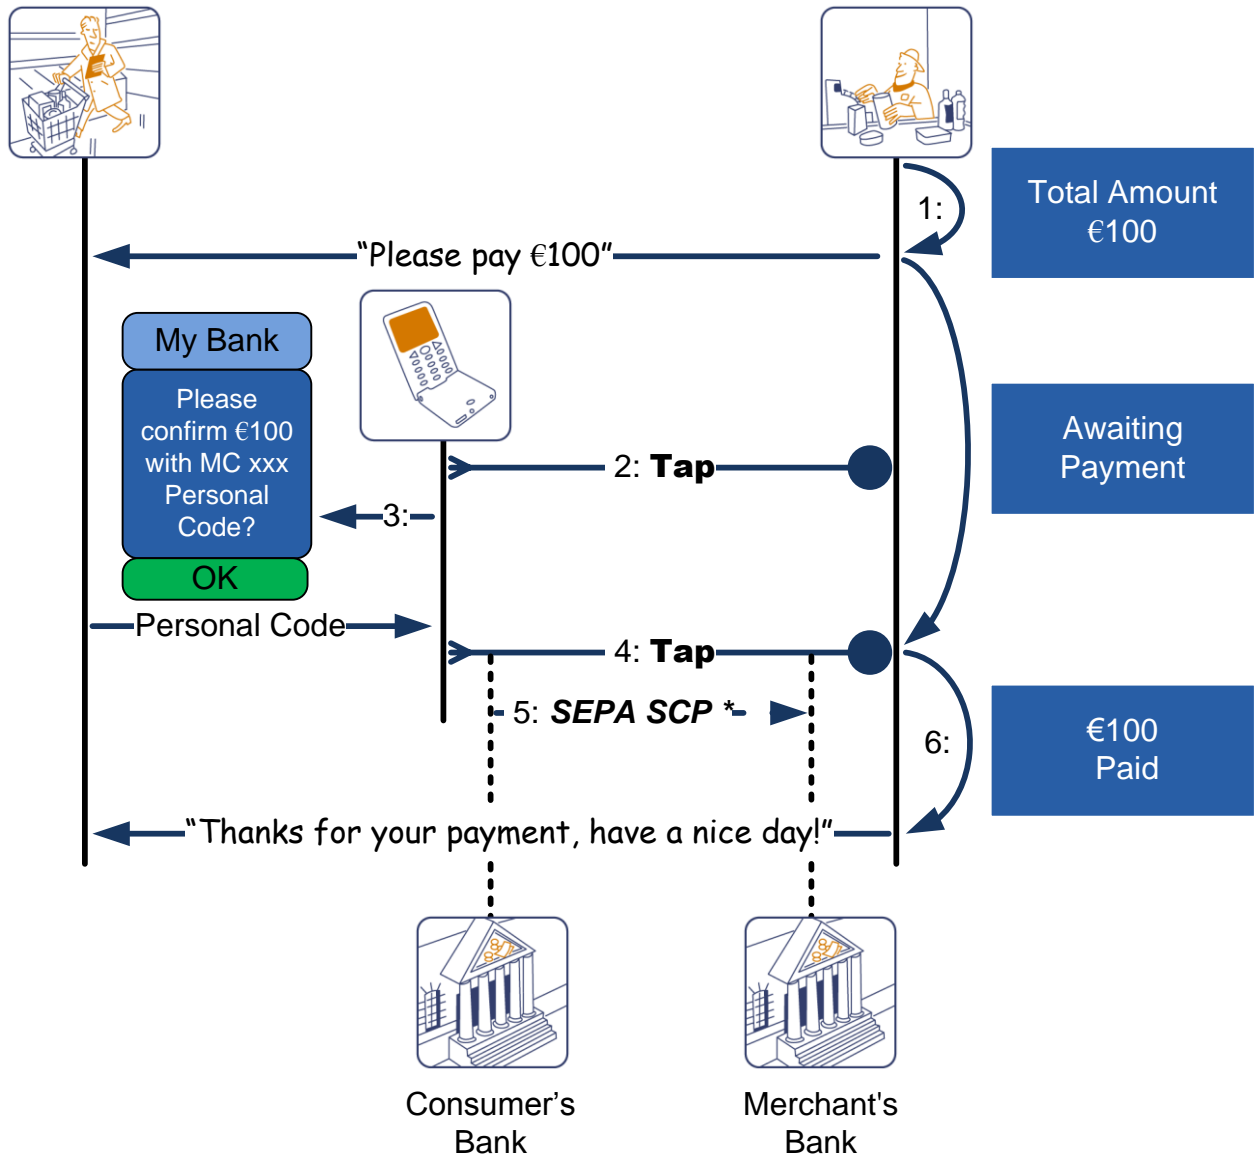 1:
Total Amount
€100
“Please pay €100”
My Bank
Please
confirm €100
with MC xxx
Personal
Code?
OK
Awaiting
Payment
2: Tap
3:
Personal Code
4: Tap
5: SEPA SCP *
6:
€100
Paid
“Thanks for your payment, have a nice day!”
Consumer’s
Bank
Merchant's
Bank